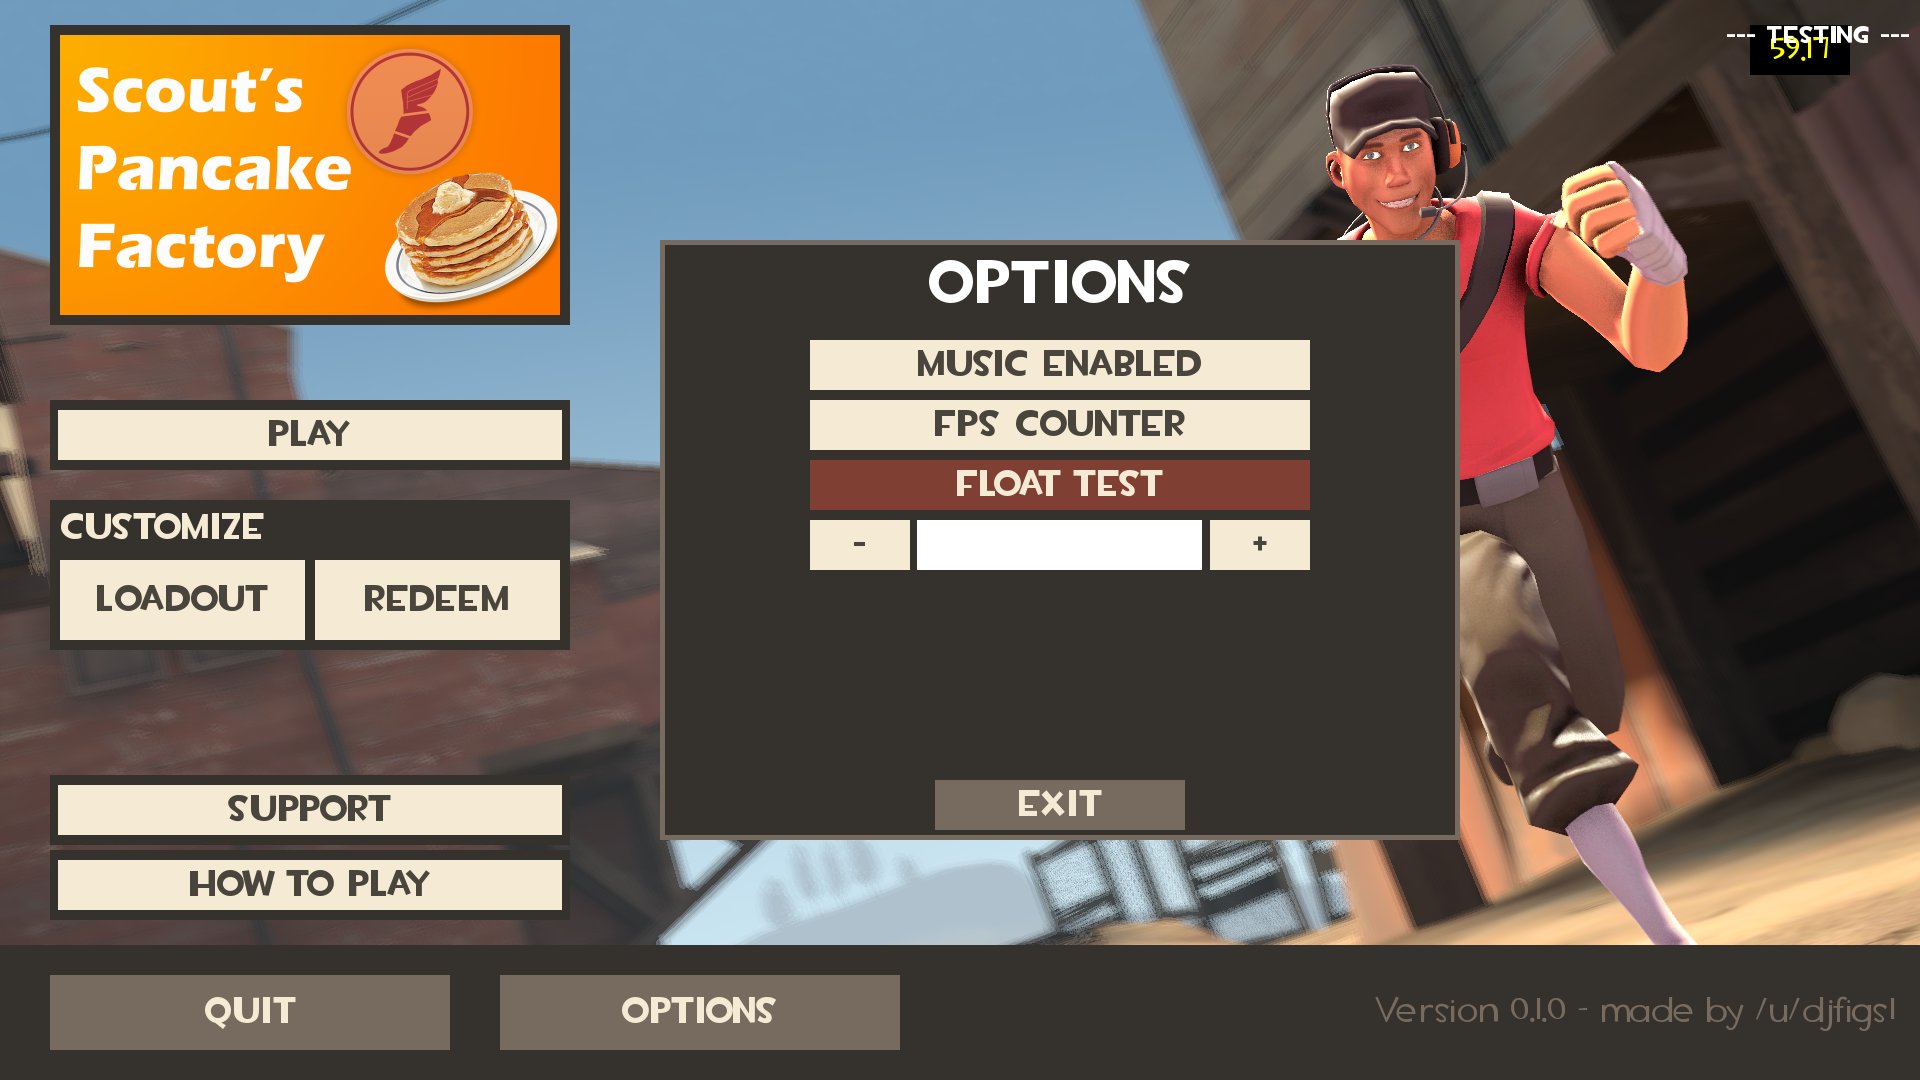 Scout's
Pancake
Factory
--- TESTING ---
59.17
PLAY
CUSTOMIZE
LOADOUT
REDEEM
SUPPORT
HOW TO PLAY
OPTIONS
MUSIC ENABLED
FPS COUNTER
FLOAT TEST
-
+
EXIT
QUIT
OPTIONS
Version 0.1.0 - made by /u/djfigs1